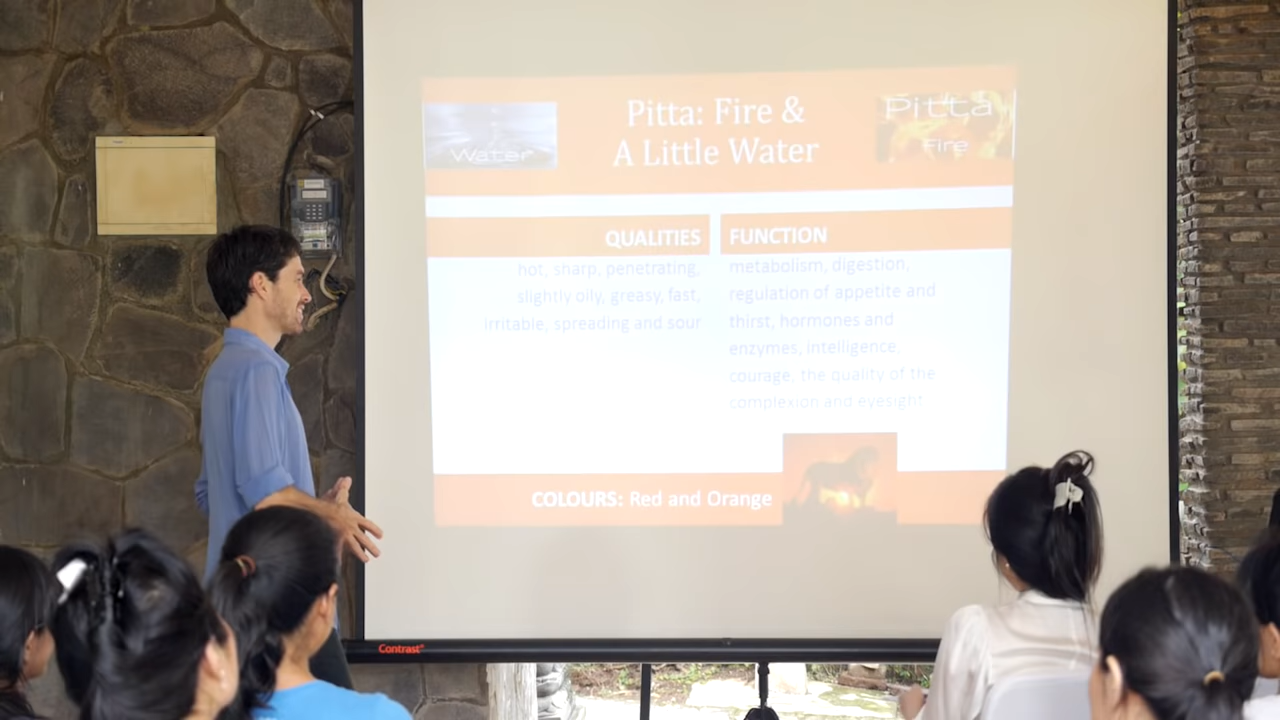 Pitta: Fire &
A Little Water
Water
Pitta
Fire
QUALITIES
hot, sharp, penetrating,
slightly oily, greasy, fast,
irritable, spreading and sour
FUNCTION
metabolism, digestion,
regulation of appetite and
thirst, hormones and
enzymes, intelligence
courage, the quality of the
complexion and eyesight
COLOURS: Red and Orange
Contrast